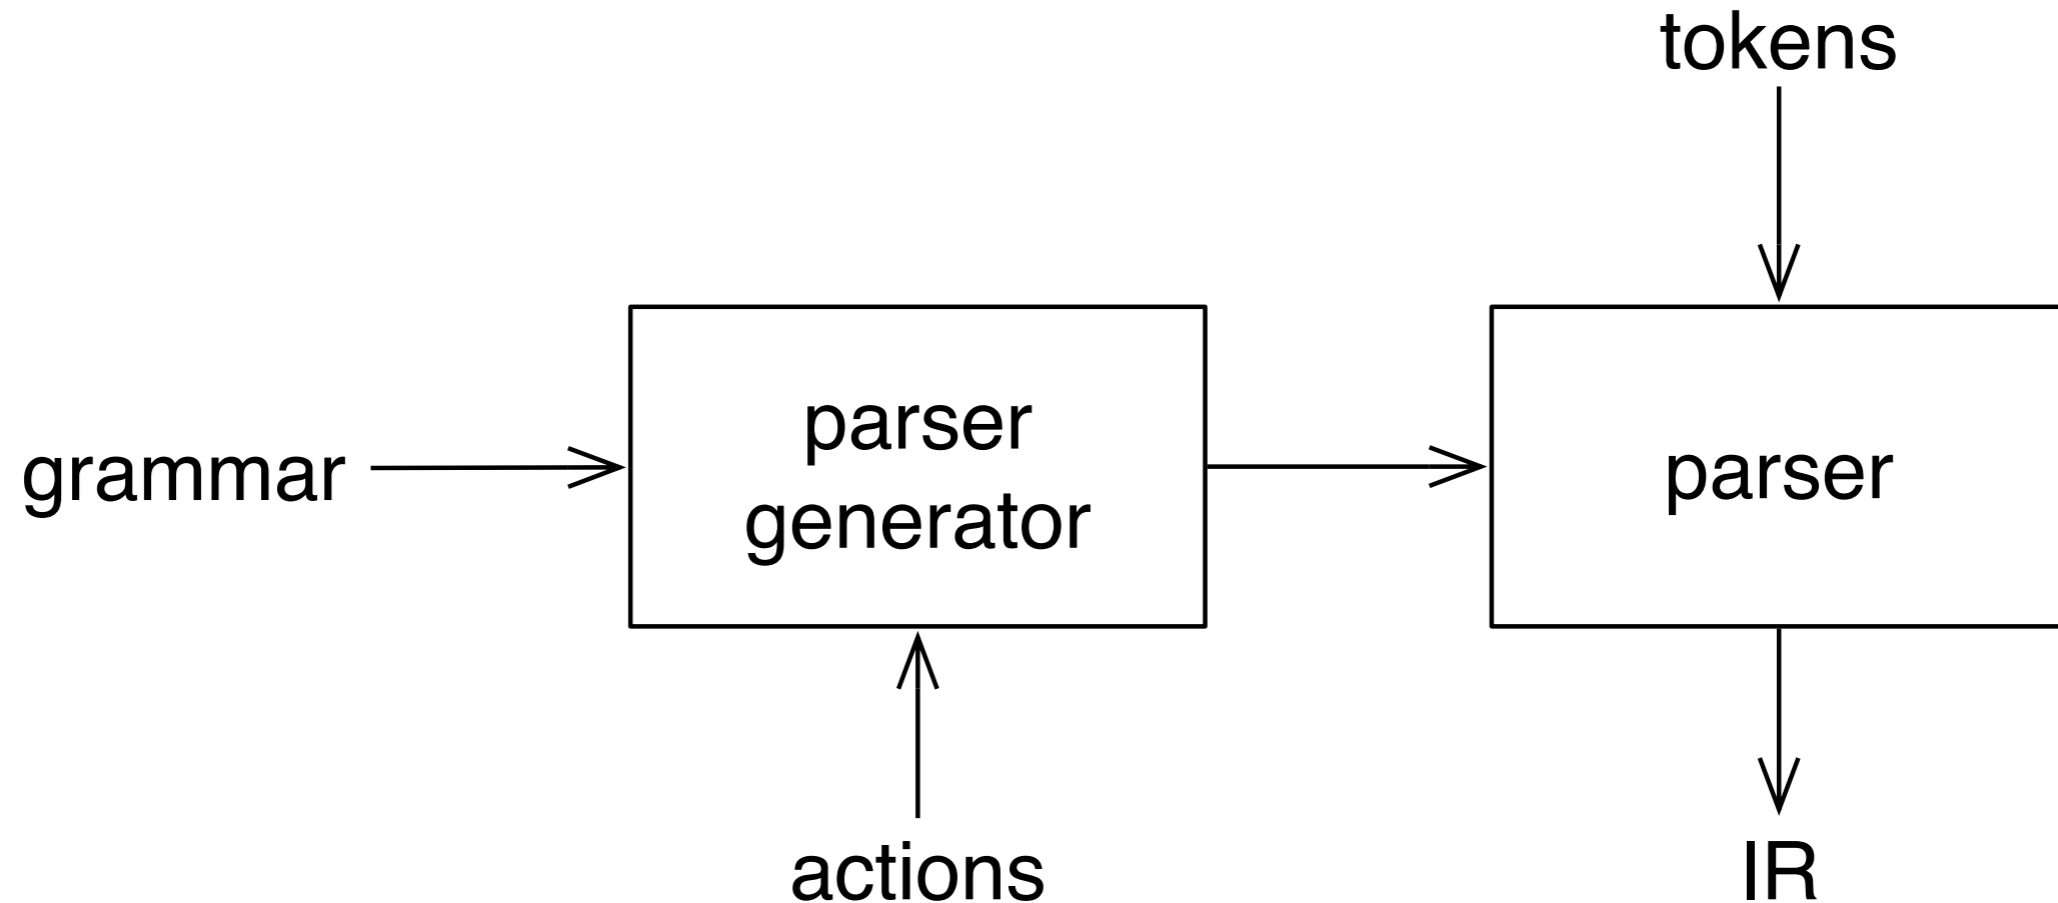 tokens
grammar
parser
generator
parser
actions
IR